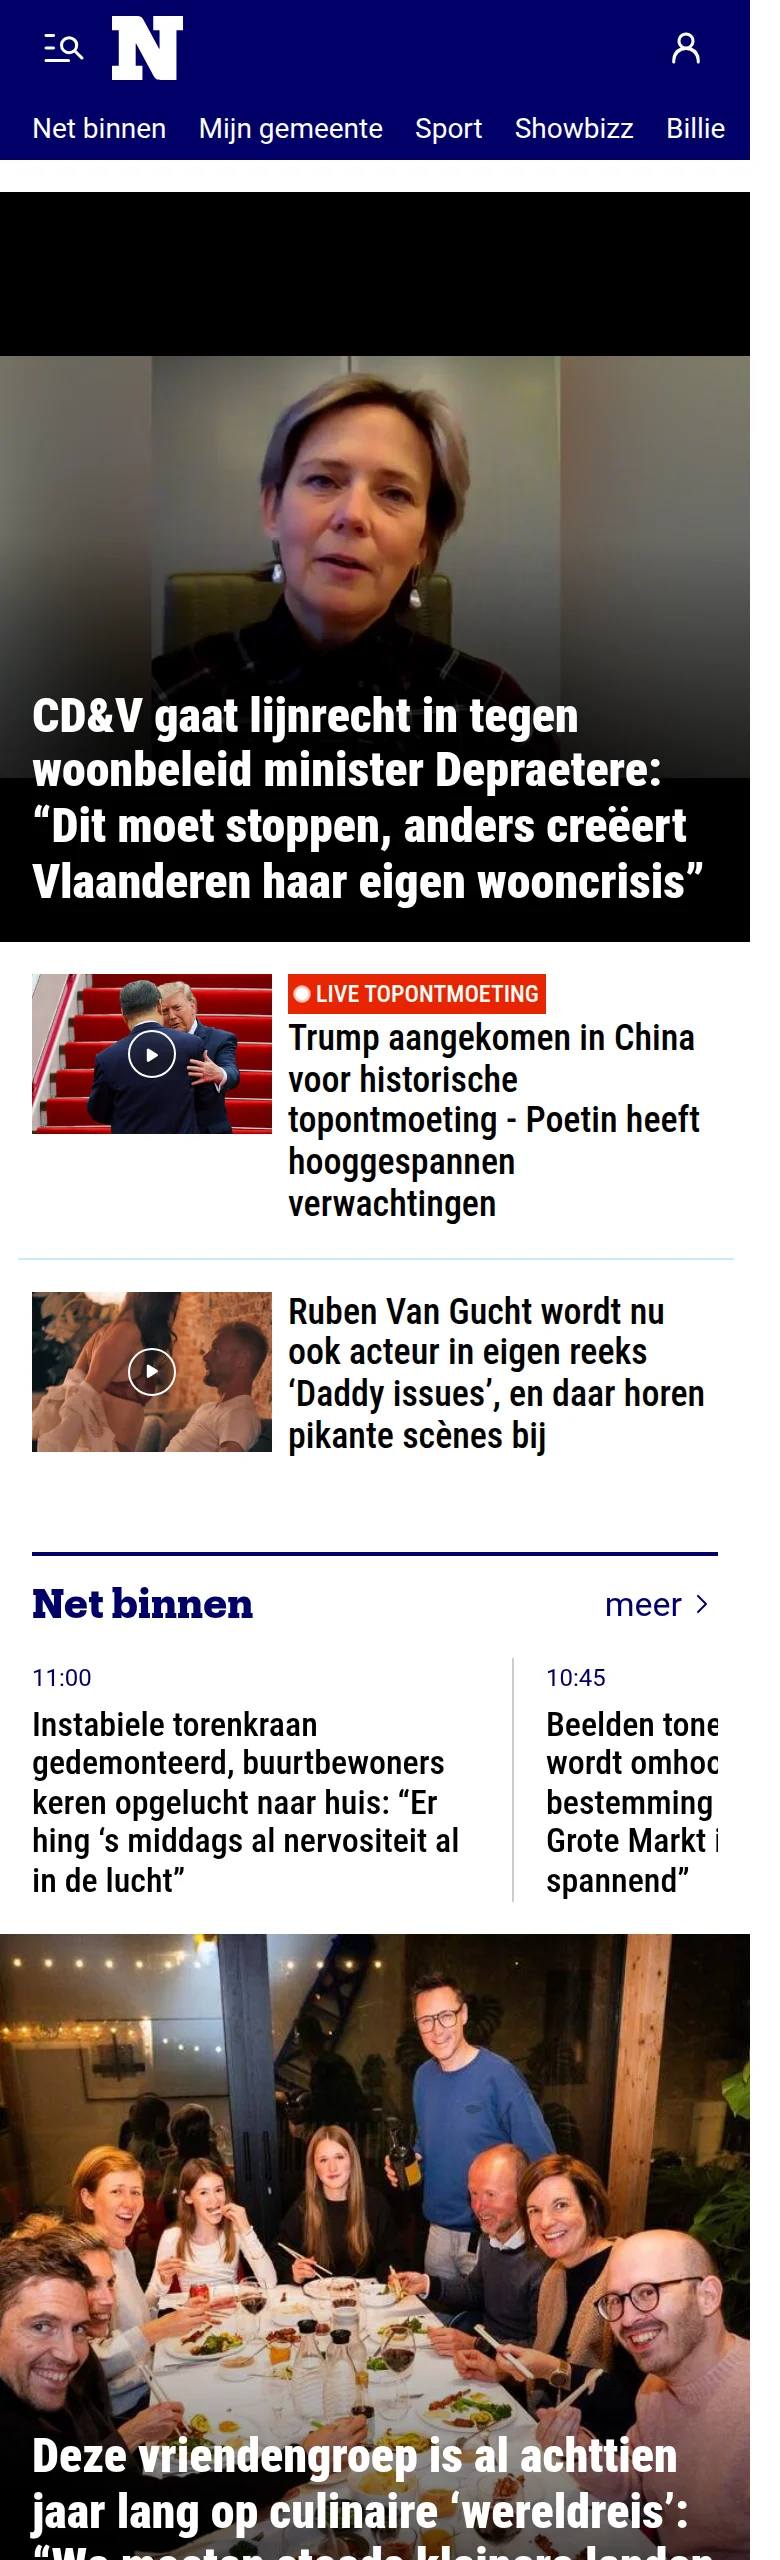 N
Net binnen Mijn gemeente Sport Showbizz Billie
CD&V gaat lijnrecht in tegen
woonbeleid minister Depraetere:
“Dit moet stoppen, anders creëert
Vlaanderen haar eigen wooncrisis”
LIVE TOPONTMOETING
Trump aangekomen in China
voor historische
topontmoeting - Poetin heeft
hooggespannen
verwachtingen
Ruben Van Gucht wordt nu
ook acteur in eigen reeks
‘Daddy issues’, en daar horen
pikante scènes bij
Net binnen
meer
11:00
Instabiele torenkraan
gedemonteerd, buurtbewoners
keren opgelucht naar huis: “Er
hing ‘s middags al nervositeit al
in de lucht”
10:45
Beelden tone
wordt omhoo
bestemming
Grote Markt i
spannend”
Deze vriendengroep is al achttien
jaar lang op culinaire ‘wereldreis’:
“We moeten steeds kleinere landen